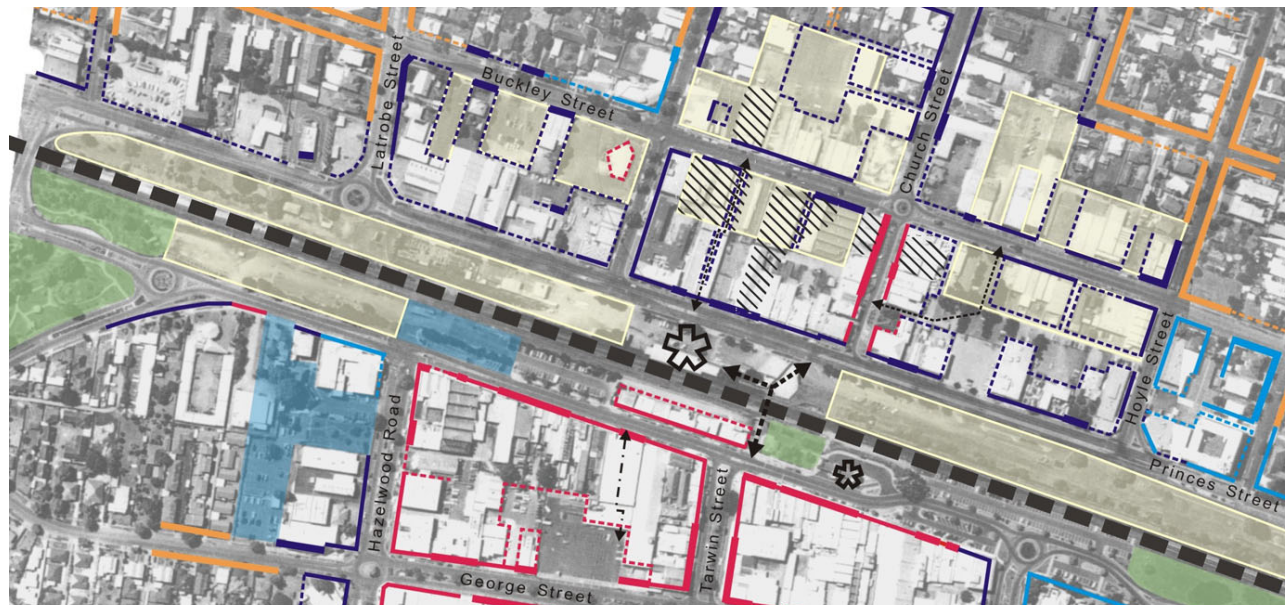 Latrobe Street
Buckley Street
Church Street
Hoyle Street
Princes Street
Hazelwood Road
Tarwin Street
George Street